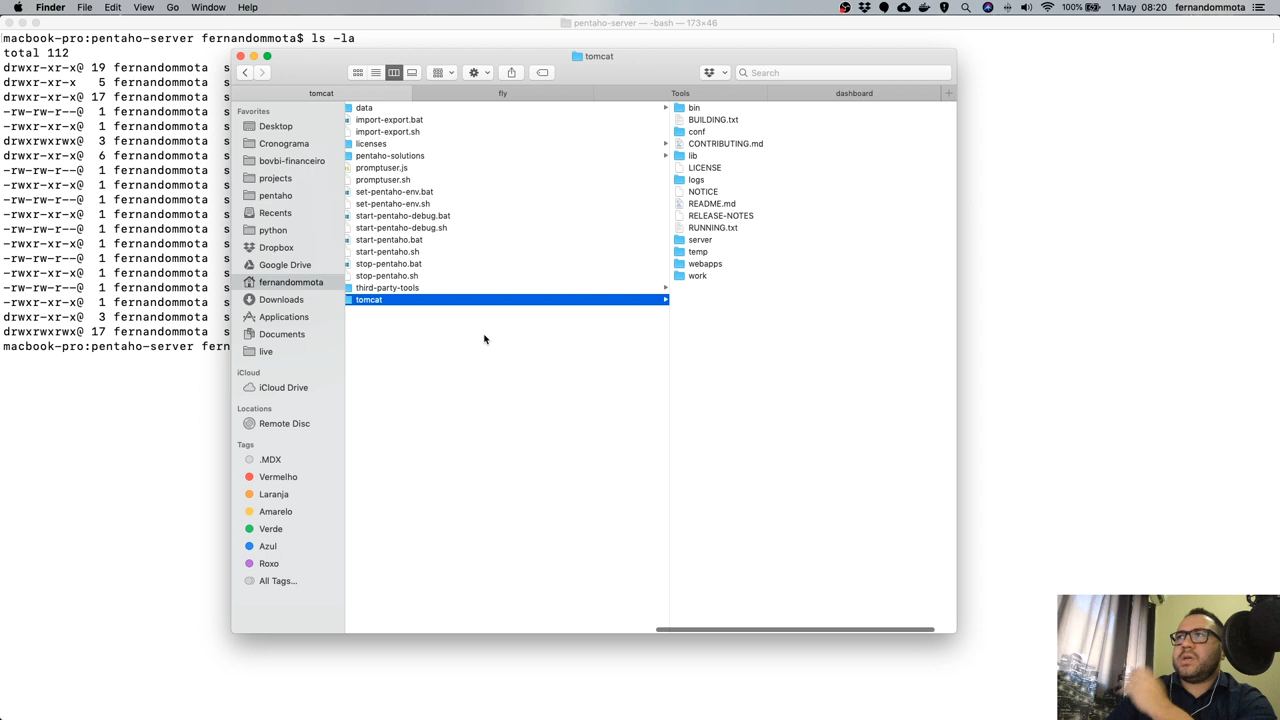 Finder File Edit View Go Window Help
100% 1 May 08:20 fernandommota
pentaho-server — -bash — 173×46
macbook-pro:pentaho-server fernandommota$ ls -la
total 112
drwxr-xr-x@ 19 fernandommota s
drwxr-xr-x 5 fernandommota s
drwxr-xr-x@ 17 fernandommota s
-rw-rw-r--@ 1 fernandommota s
-rwxr-xr-x@ 1 fernandommota s
drwxrwxrwx@ 3 fernandommota s
drwxr-xr-x@ 6 fernandommota s
-rw-rw-r--@ 1 fernandommota s
-rwxr-xr-x@ 1 fernandommota s
-rw-rw-r--@ 1 fernandommota s
-rwxr-xr-x@ 1 fernandommota s
-rw-rw-r--@ 1 fernandommota s
-rwxr-xr-x@ 1 fernandommota s
-rwxr-xr-x@ 1 fernandommota s
-rw-rw-r--@ 1 fernandommota s
-rwxr-xr-x@ 1 fernandommota s
drwxr-xr-x@ 3 fernandommota s
drwxrwxrwx@ 17 fernandommota s
macbook-pro:pentaho-server fern
tomcat
Search
tomcat fly Tools dashboard
Favorites
Desktop
Cronograma
bovbi-financeiro
projects
pentaho
Recents
python
Dropbox
Google Drive
fernandommota
Downloads
Applications
Documents
live
iCloud
iCloud Drive
Locations
Remote Disc
Tags
.MDX
Vermelho
Laranja
Amarelo
Verde
Azul
Roxo
All Tags...
data
import-export.bat
import-export.sh
licenses
pentaho-solutions
promptuser.js
promptuser.sh
set-pentaho-env.bat
set-pentaho-env.sh
start-pentaho-debug.bat
start-pentaho-debug.sh
start-pentaho.bat
start-pentaho.sh
stop-pentaho.bat
stop-pentaho.sh
third-party-tools
tomcat
bin
BUILDING.txt
conf
CONTRIBUTING.md
lib
LICENSE
logs
NOTICE
README.md
RELEASE-NOTES
RUNNING.txt
server
temp
webapps
work